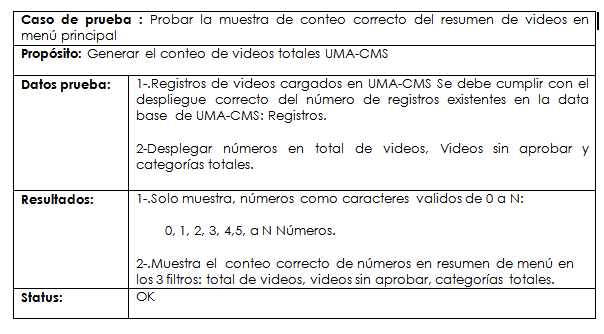 Caso de prueba : Probar la muestra de conteo correcto del resumen de videos en
menú principal
Propósito: Generar el conteo de videos totales UMA-CMS
Datos prueba:
1-.Registros de videos cargados en UMA-CMS Se debe cumplir con el
despliegue correcto del número de registros existentes en la data
base de UMA-CMS: Registros.
2-Desplegar números en total de videos, Videos sin aprobar y
categorías totales.
Resultados:
1-.Solo muestra, números como caracteres validos de 0 a N:
0, 1, 2, 3, 4,5, a N Números.
2-.Muestra el conteo correcto de números en resumen de menú en
los 3 filtros: total de videos, videos sin aprobar, categorías totales.
Status:
OK